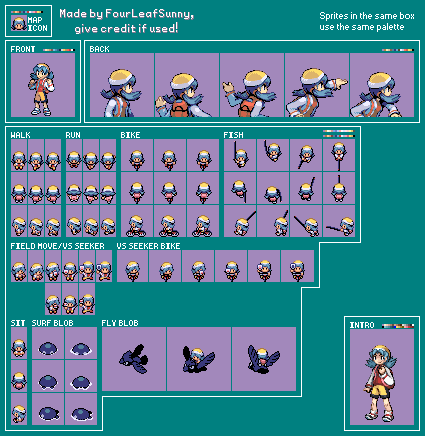 MAP
ICON
Made by FourLeafSunny,
give credit if used!
Sprites in the same box
use the same palette
FRONT
BACK
WALK
RUN
BIKE
FISH
FIELD MOVE/VS SEEKER
VS SEEKER BIKE
SIT
SURF BLOB
FLY BLOB
INTRO